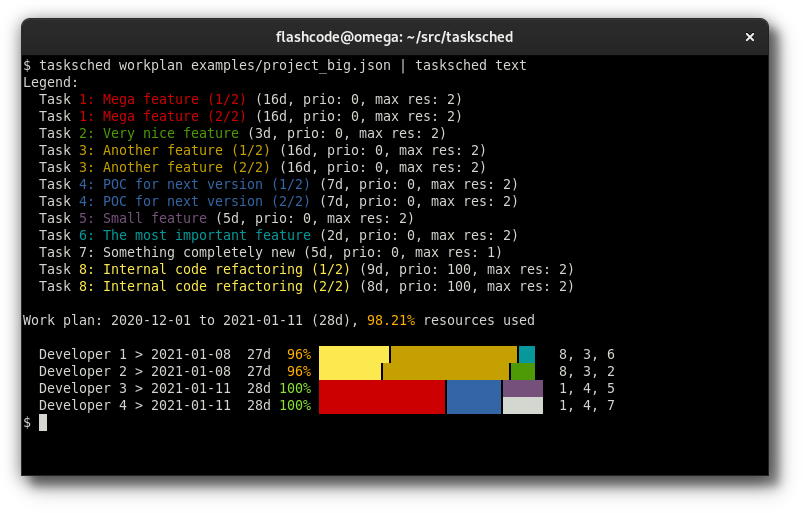 flashcode@omega: ~/src/tasksched
$ tasksched workplan examples/project_big.json | tasksched text
Legend:
  Task 1: Mega feature (1/2) (16d, prio: 0, max res: 2)
  Task 1: Mega feature (2/2) (16d, prio: 0, max res: 2)
  Task 2: Very nice feature (3d, prio: 0, max res: 2)
  Task 3: Another feature (1/2) (16d, prio: 0, max res: 2)
  Task 3: Another feature (2/2) (16d, prio: 0, max res: 2)
  Task 4: POC for next version (1/2) (7d, prio: 0, max res: 2)
  Task 4: POC for next version (2/2) (7d, prio: 0, max res: 2)
  Task 5: Small feature (5d, prio: 0, max res: 2)
  Task 6: The most important feature (2d, prio: 0, max res: 2)
  Task 7: Something completely new (5d, prio: 0, max res: 1)
  Task 8: Internal code refactoring (1/2) (9d, prio: 100, max res: 2)
  Task 8: Internal code refactoring (2/2) (8d, prio: 100, max res: 2)
Work plan: 2020-12-01 to 2021-01-11 (28d), 98.21% resources used
  Developer 1 > 2021-01-08  27d  96% 8, 3, 6
  Developer 2 > 2021-01-08  27d  96% 8, 3, 2
  Developer 3 > 2021-01-11  28d 100% 1, 4, 5
  Developer 4 > 2021-01-11  28d 100% 1, 4, 7
$